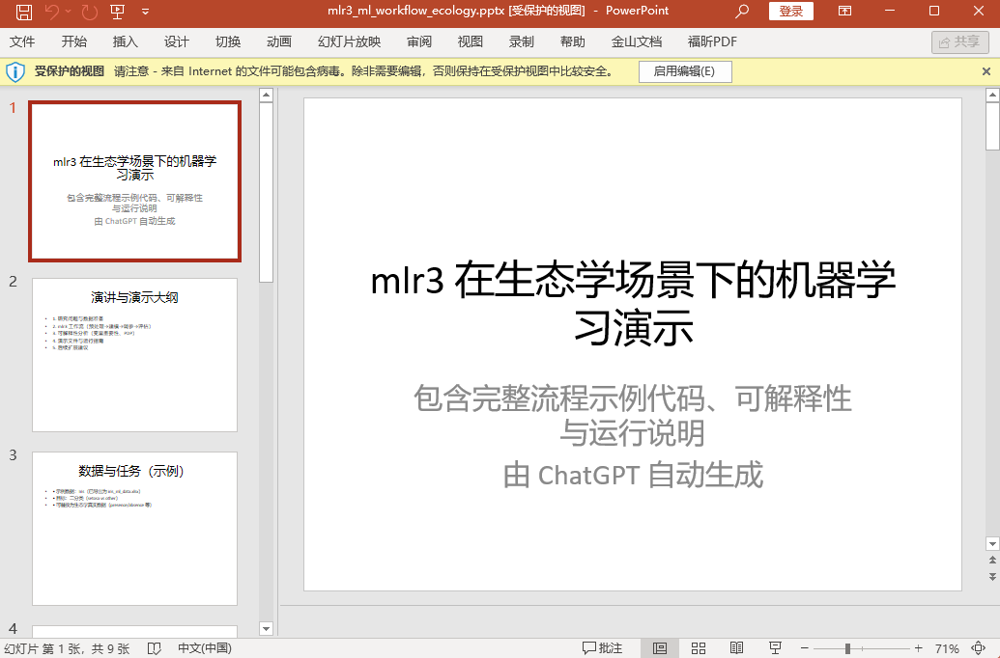 mlr3_ml_workflow_ecology.pptx [受保护的视图] - PowerPoint
登录
文件 开始 插入 设计 切换 动画 幻灯片放映 审阅 视图 录制 帮助 金山文档 福昕PDF 共享
受保护的视图 请注意 - 来自 Internet 的文件可能包含病毒。除非需要编辑，否则保持在受保护视图中比较安全。 启用编辑(E)
1
mlr3 在生态学场景下的机器学
习演示
包含完整流程示例代码、可解释性
与运行说明
由 ChatGPT 自动生成
2
演讲与演示大纲
• 1. 研究问题与数据准备
• 2. mlr3 工作流（预处理→建模→调参→评估）
• 3. 可解释性分析（变量重要性、PDP）
• 4. 演示文件与运行指南
• 5. 后续扩展建议
3
数据与任务（示例）
• • 目标：二分类（setosa vs other）
• • 可替换为生态学真实数据（presence/absence 等）
4
mlr3 在生态学场景下的机器学
习演示
包含完整流程示例代码、可解释性
与运行说明
由 ChatGPT 自动生成
幻灯片 第 1 张，共 9 张 中文(中国) 批注 71%